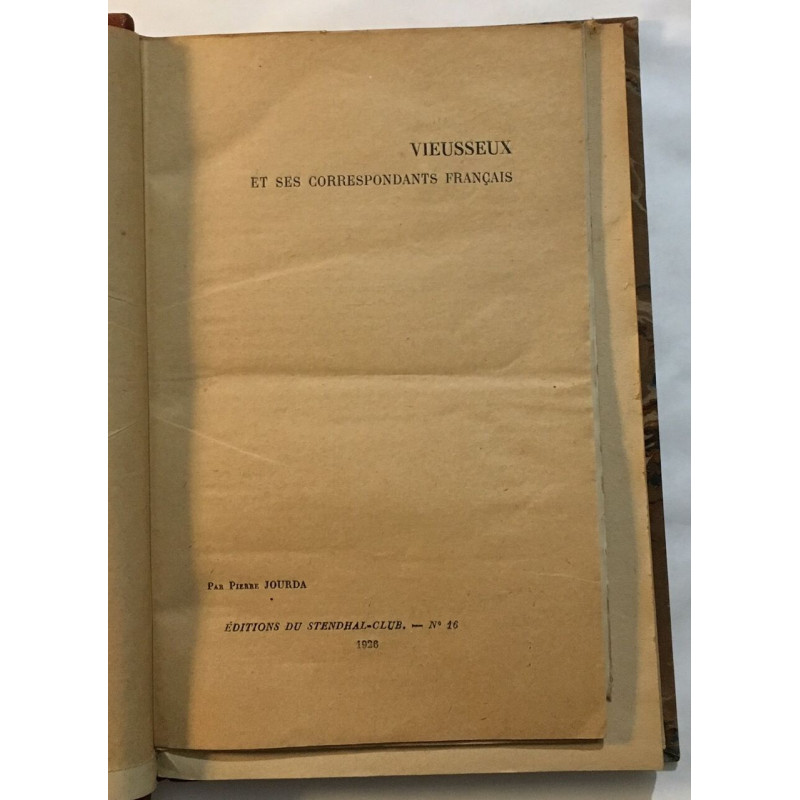 VIEUSSEUX
ET SES CORRESPONDANTS FRANÇAIS
Par Pierre JOURDA
ÉDITIONS DU STENDHAL-CLUB. — N° 16
1926